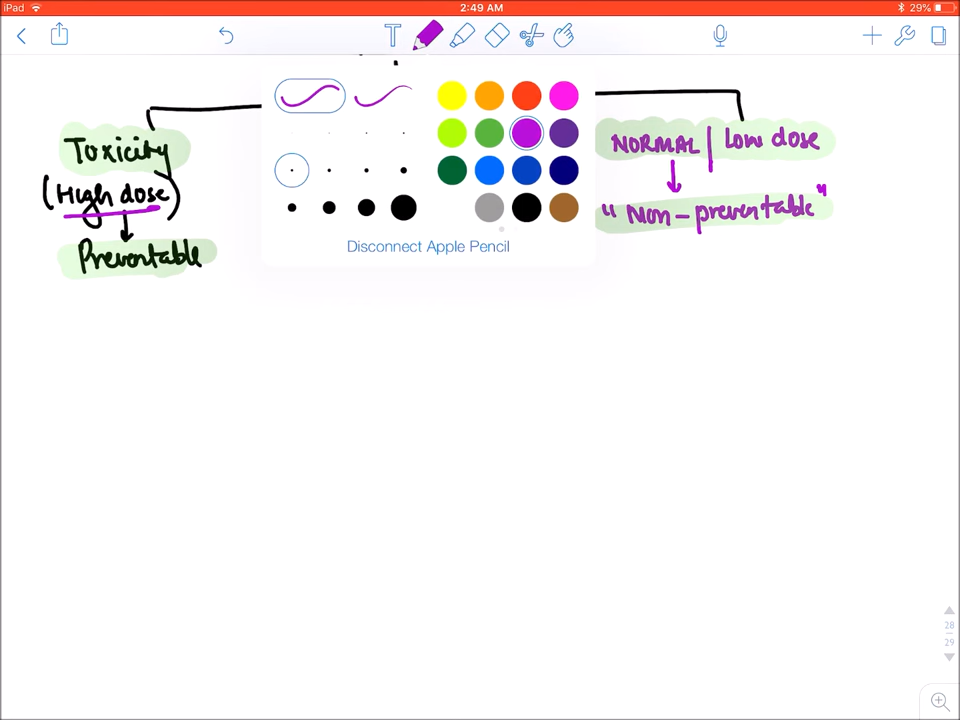 iPad 2:49 AM 29%
T
Toxicity
(High dose)
Preventable
NORMAL | Low dose
"Non-preventable"
Disconnect Apple Pencil
28
29